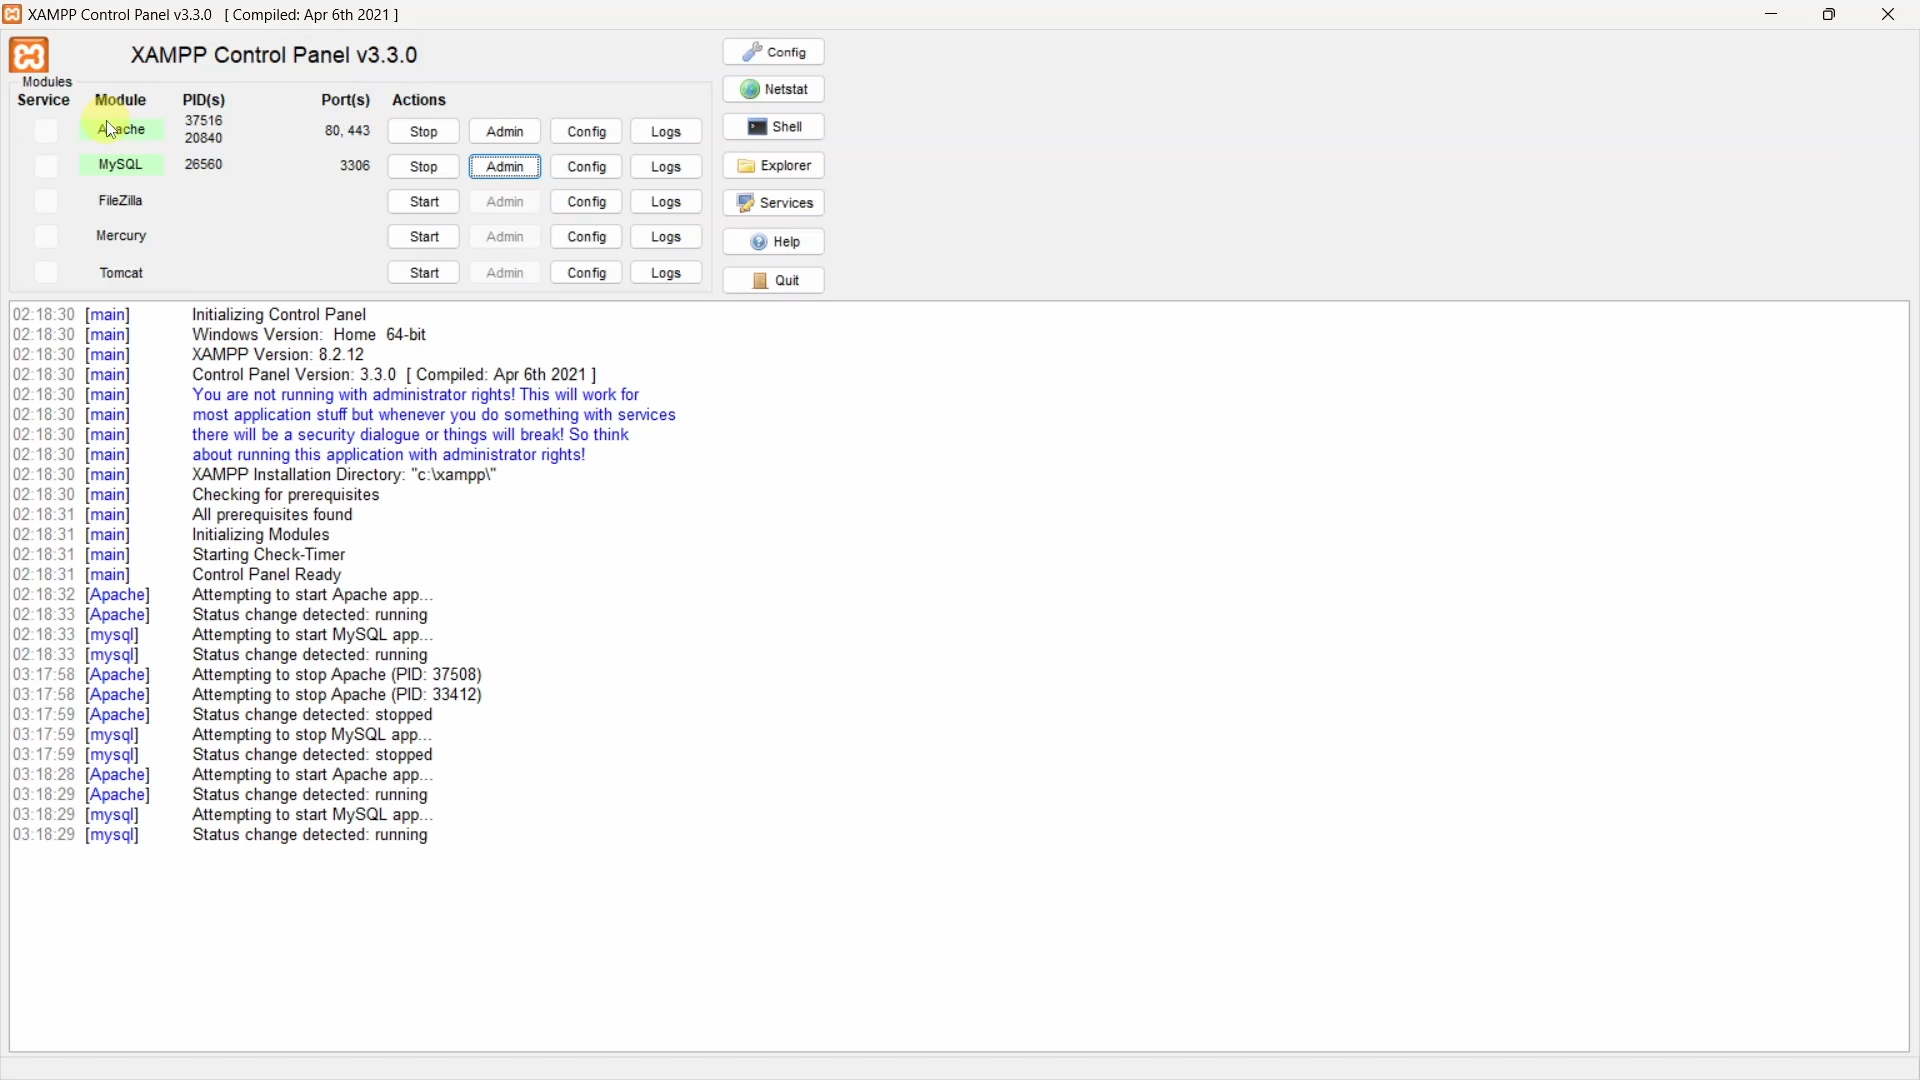 XAMPP Control Panel v3.3.0 [ Compiled: Apr 6th 2021 ]
XAMPP Control Panel v3.3.0
Config
Modules
Service Module PID(s) Port(s) Actions
Netstat
Apache 37516 20840 80, 443 Stop Admin Config Logs
Shell
MySQL 26560 3306 Stop Admin Config Logs
Explorer
FileZilla Start Admin Config Logs
Services
Mercury Start Admin Config Logs
Help
Tomcat Start Admin Config Logs
Quit
02:18:30 [main] Initializing Control Panel
02:18:30 [main] Windows Version: Home 64-bit
02:18:30 [main] XAMPP Version: 8.2.12
02:18:30 [main] Control Panel Version: 3.3.0 [ Compiled: Apr 6th 2021 ]
02:18:30 [main] You are not running with administrator rights! This will work for
02:18:30 [main] most application stuff but whenever you do something with services
02:18:30 [main] there will be a security dialogue or things will break! So think
02:18:30 [main] about running this application with administrator rights!
02:18:30 [main] XAMPP Installation Directory: "c:\xampp\"
02:18:30 [main] Checking for prerequisites
02:18:31 [main] All prerequisites found
02:18:31 [main] Initializing Modules
02:18:31 [main] Starting Check-Timer
02:18:31 [main] Control Panel Ready
02:18:32 [Apache] Attempting to start Apache app...
02:18:33 [Apache] Status change detected: running
02:18:33 [mysql] Attempting to start MySQL app...
02:18:33 [mysql] Status change detected: running
03:17:58 [Apache] Attempting to stop Apache (PID: 37508)
03:17:58 [Apache] Attempting to stop Apache (PID: 33412)
03:17:59 [Apache] Status change detected: stopped
03:17:59 [mysql] Attempting to stop MySQL app...
03:17:59 [mysql] Status change detected: stopped
03:18:28 [Apache] Attempting to start Apache app...
03:18:29 [Apache] Status change detected: running
03:18:29 [mysql] Attempting to start MySQL app...
03:18:29 [mysql] Status change detected: running